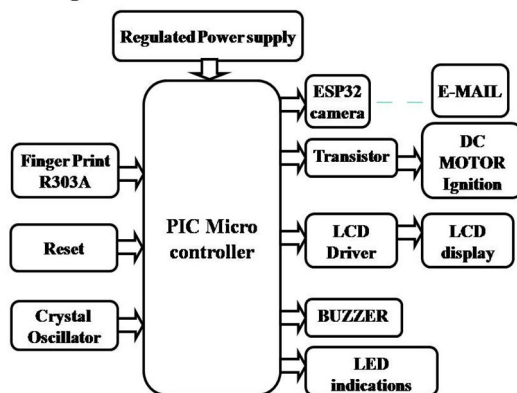 Regulated Power supply
ESP32
camera
E-MAIL
Finger Print
R303A
Transistor
DC
MOTOR
Ignition
PIC Micro
controller
Reset
LCD
Driver
LCD
display
Crystal
Oscillator
BUZZER
LED
indications